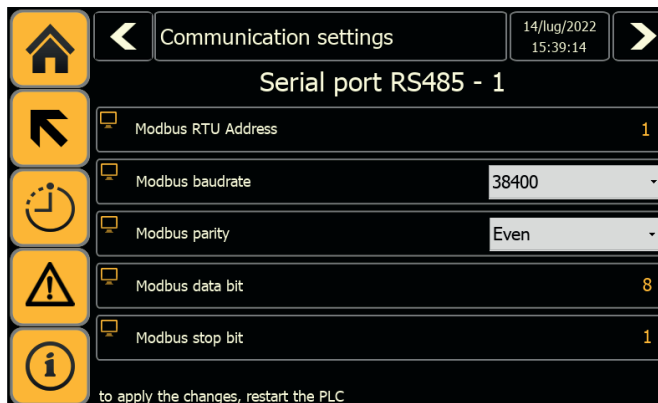 Communication settings
14/lug/2022
15:39:14
Serial port RS485 - 1
Modbus RTU Address
1
Modbus baudrate
38400
Modbus parity
Even
Modbus data bit
8
Modbus stop bit
1
to apply the changes, restart the PLC